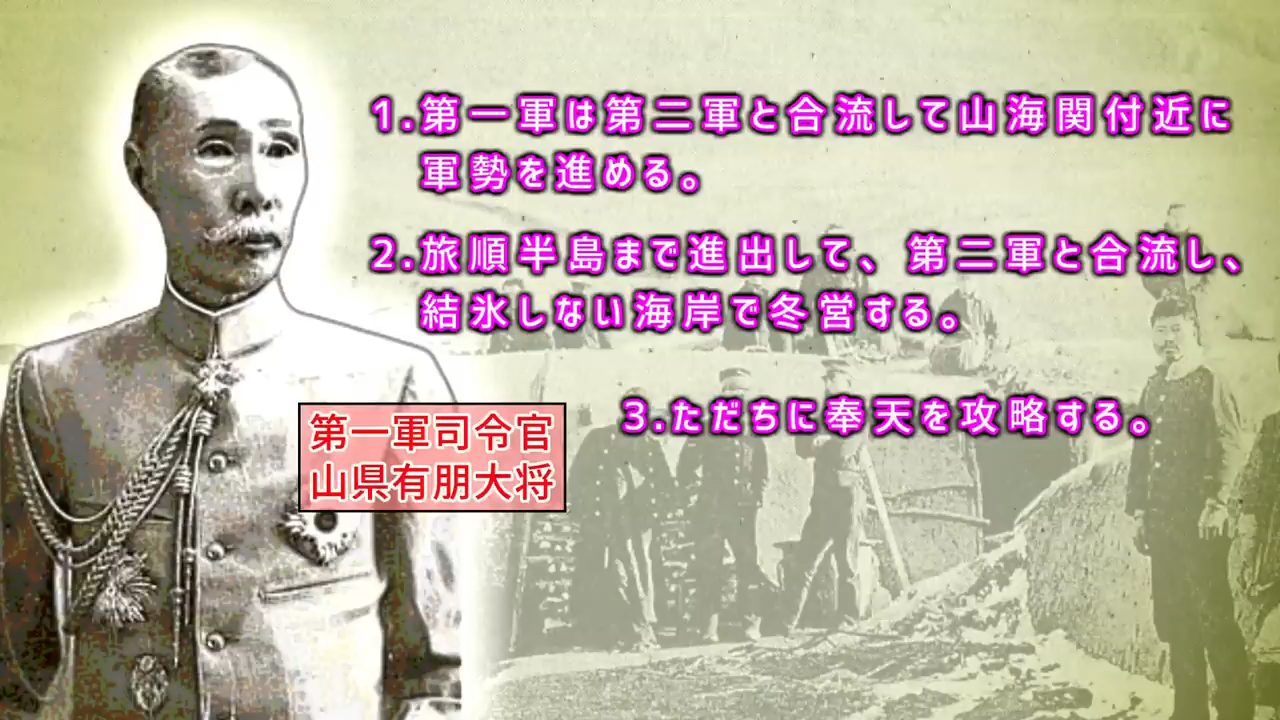 1.第一軍は第二軍と合流して山海関付近に
軍勢を進める。
2.旅順半島まで進出して、第二軍と合流し、
結氷しない海岸で冬営する。
3.ただちに奉天を攻略する。
第一軍司令官
山県有朋大将